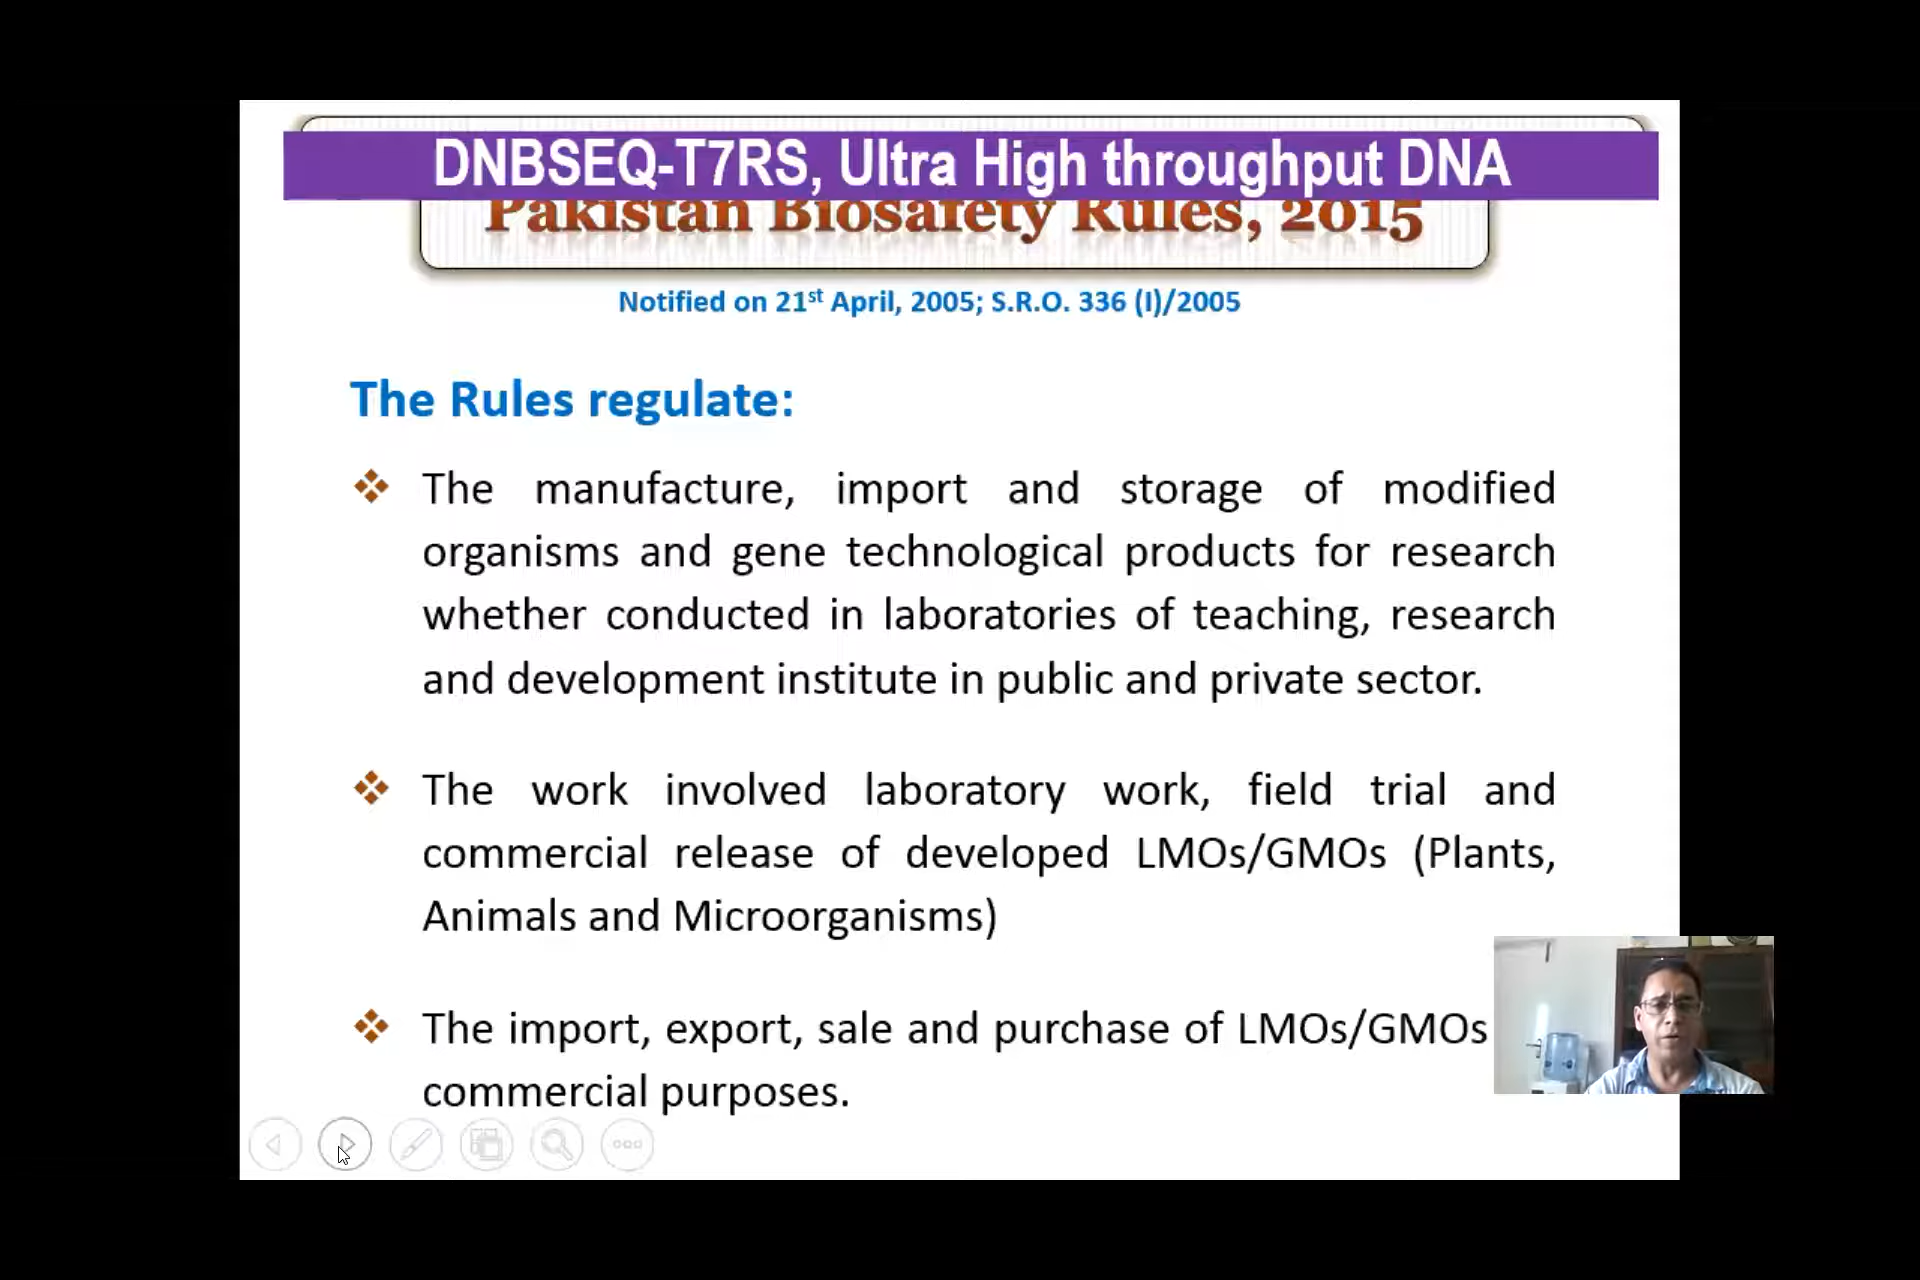 DNBSEQ-T7RS, Ultra High throughput DNA
Pakistan Biosafety Rules, 2015
Notified on 21st April, 2005; S.R.O. 336 (I)/2005
The Rules regulate:
The manufacture, import and storage of modified
organisms and gene technological products for research
whether conducted in laboratories of teaching, research
and development institute in public and private sector.
The work involved laboratory work, field trial and
commercial release of developed LMOs/GMOs (Plants,
Animals and Microorganisms)
The import, export, sale and purchase of LMOs/GMOs
commercial purposes.